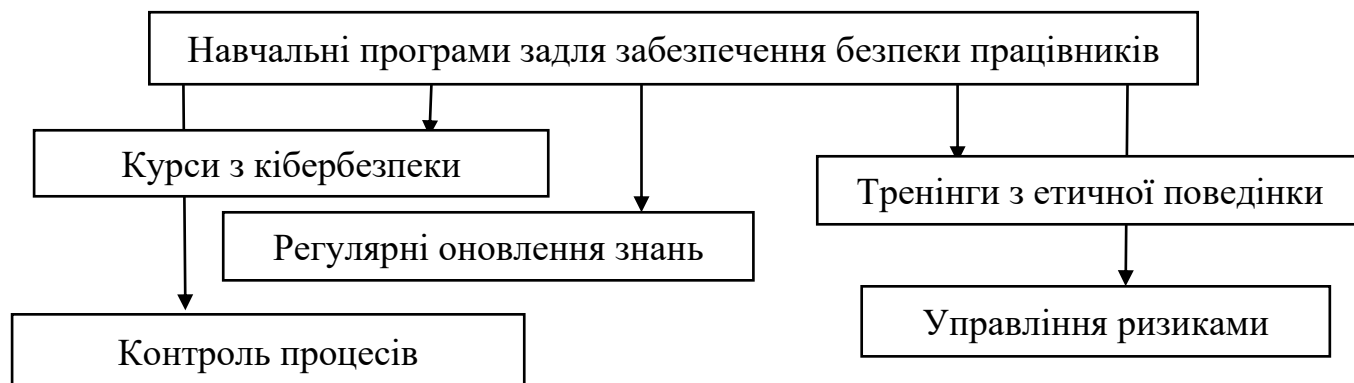 Навчальні програми задля забезпечення безпеки працівників
Курси з кібербезпеки
Тренінги з етичної поведінки
Регулярні оновлення знань
Управління ризиками
Контроль процесів